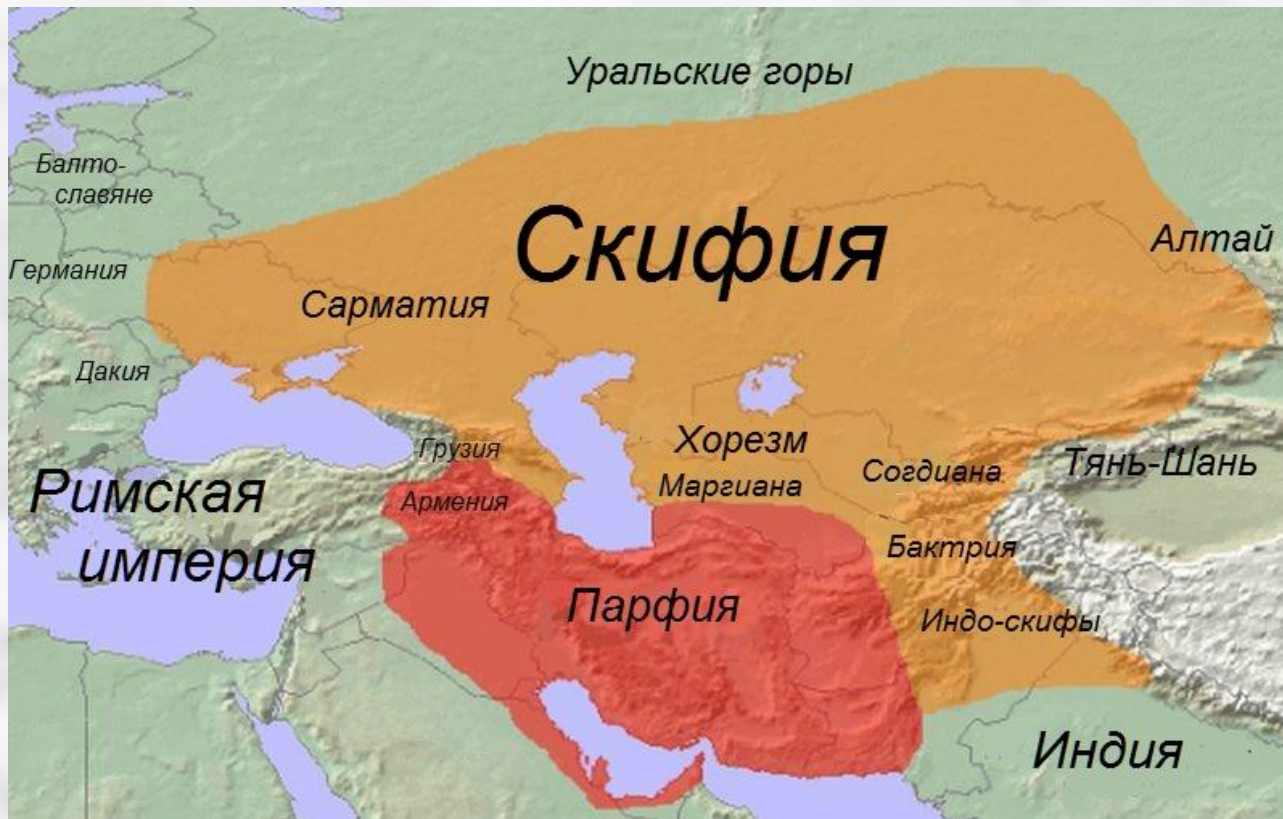 Уральские горы
Балто-
славяне
Скифия
Алтай
Германия
Сарматия
Дакия
Грузия
Хорезм
Согдиана
Тянь-Шань
Маргиана
Римская
империя
Армения
Бактрия
Парфия
Индо-скифы
Индия